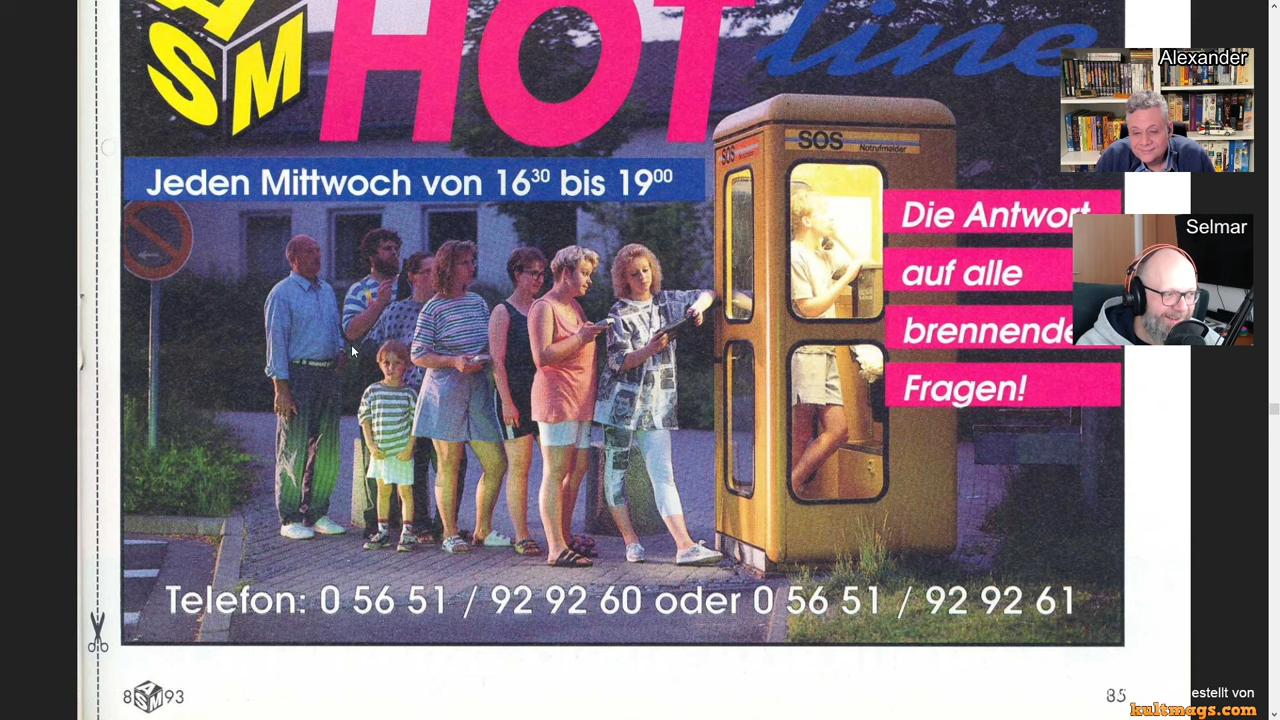 ASM
HOT
line
Alexander
SOS
SOS
Notrufmelder
Jeden Mittwoch von 16³⁰ bis 19⁰⁰
Die Antwort
Selmar
auf alle
brennende
Fragen!
Telefon: 0 56 51 / 92 92 60 oder 0 56 51 / 92 92 61
8 ASM 93
85
estellt von
kultmags.com